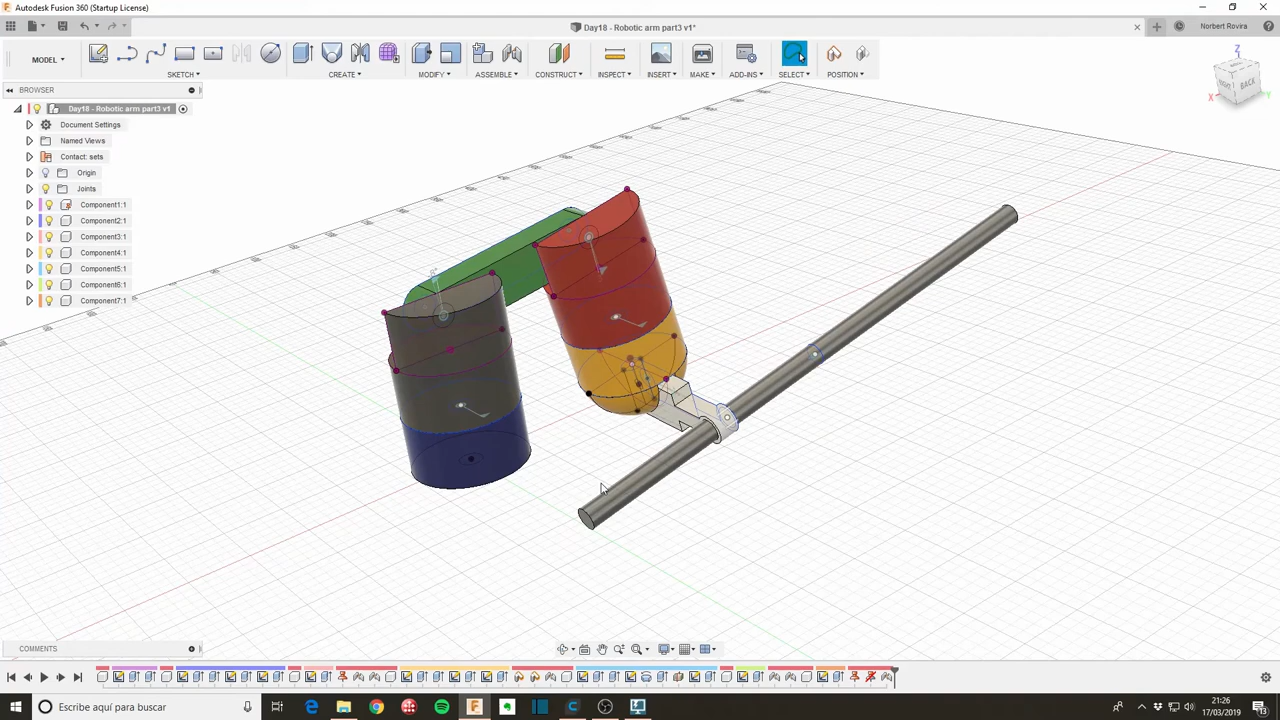 Autodesk Fusion 360 (Startup License)
Day18 - Robotic arm part3 v1*
Norbert Rovira
MODEL
SKETCH
CREATE
MODIFY
ASSEMBLE
CONSTRUCT
INSPECT
INSERT
MAKE
ADD-INS
SELECT
POSITION
BROWSER
Day18 - Robotic arm part3 v1
Document Settings
Named Views
Contact: sets
Origin
Joints
Component1:1
Component2:1
Component3:1
Component4:1
Component5:1
Component6:1
Component7:1
Z
BACK
X
Y
COMMENTS
Escribe aquí para buscar
21:26
17/03/2019